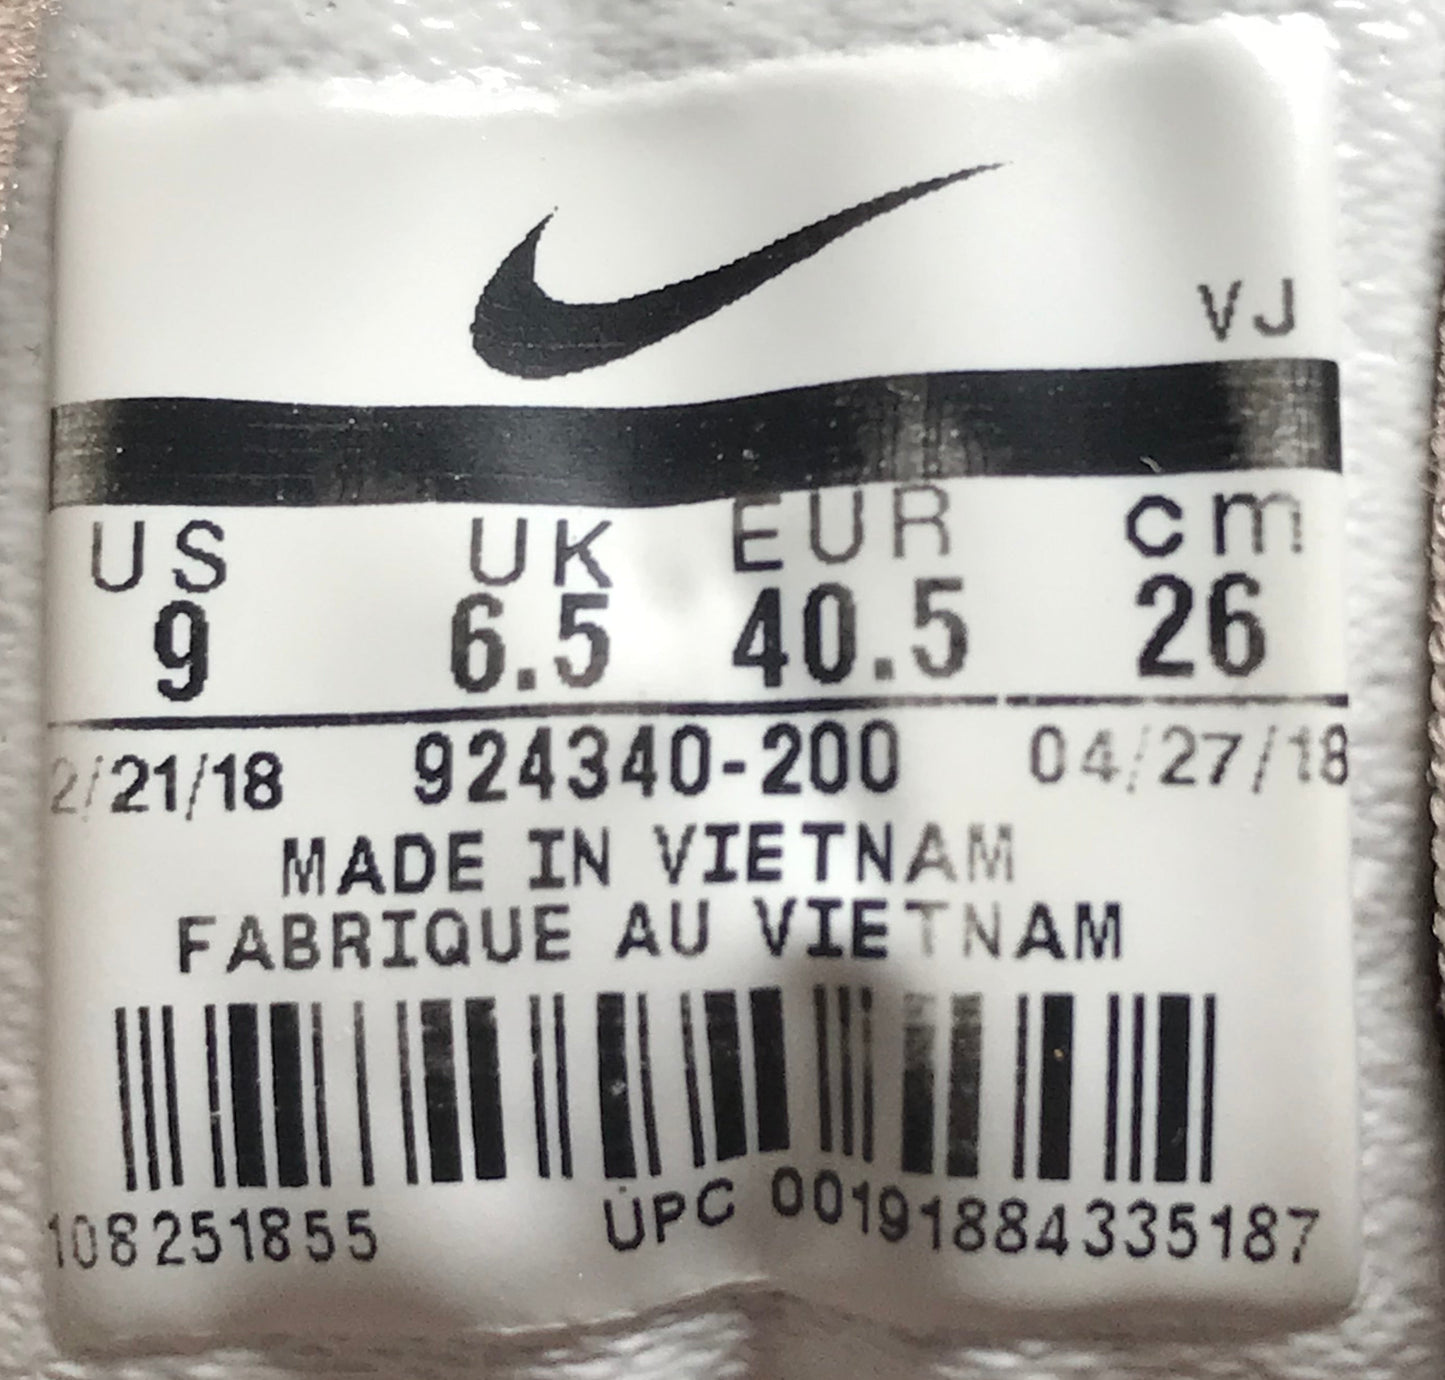 VJ
US UK EUR cm
9 6.5 40.5 26
2/21/18 924340-200 04/27/18
MADE IN VIETNAM
FABRIQUE AU VIETNAM
108251855 UPC 00191884335187